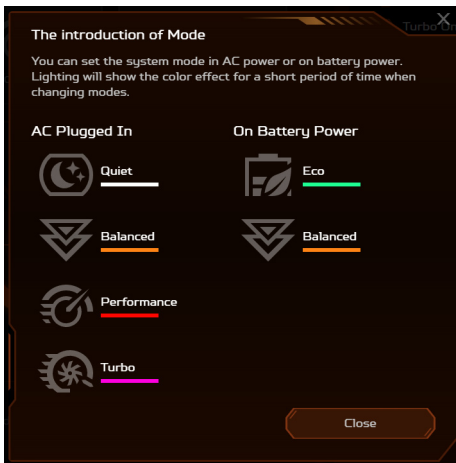 Turbo On
The introduction of Mode
You can set the system mode in AC power or on battery power.
Lighting will show the color effect for a short period of time when
changing modes.
AC Plugged In
On Battery Power
Quiet
Eco
Balanced
Balanced
Performance
Turbo
Close